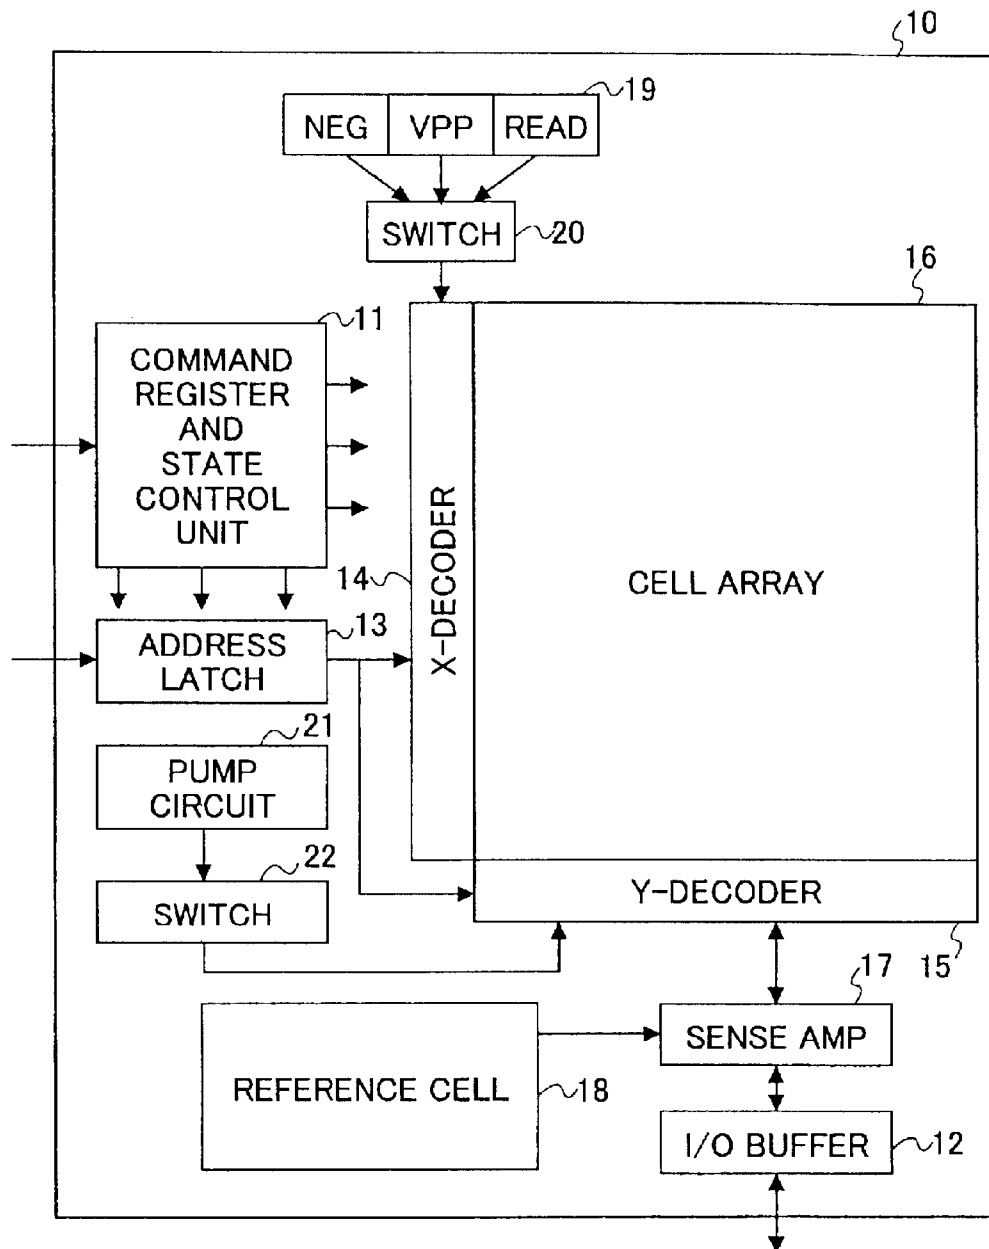 10
19
NEG VPP READ
SWITCH 20
16
11
COMMAND
REGISTER
AND
STATE
CONTROL
UNIT
14
X-DECODER
CELL ARRAY
13
ADDRESS
LATCH
21
PUMP
CIRCUIT
22
SWITCH
Y-DECODER
15
17
SENSE AMP
REFERENCE CELL 18
I/O BUFFER 12